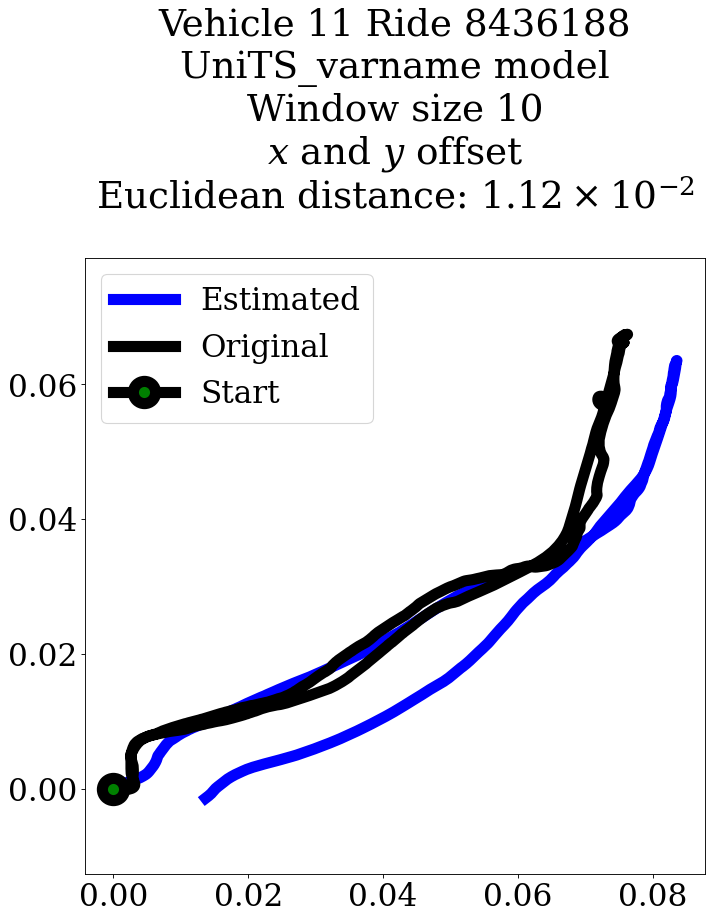 Vehicle 11 Ride 8436188
UniTS_varname model
Window size 10
x and y offset
Euclidean distance: 1.12 × 10⁻²
Estimated
Original
Start
0.06
0.04
0.02
0.00
0.00 0.02 0.04 0.06 0.08